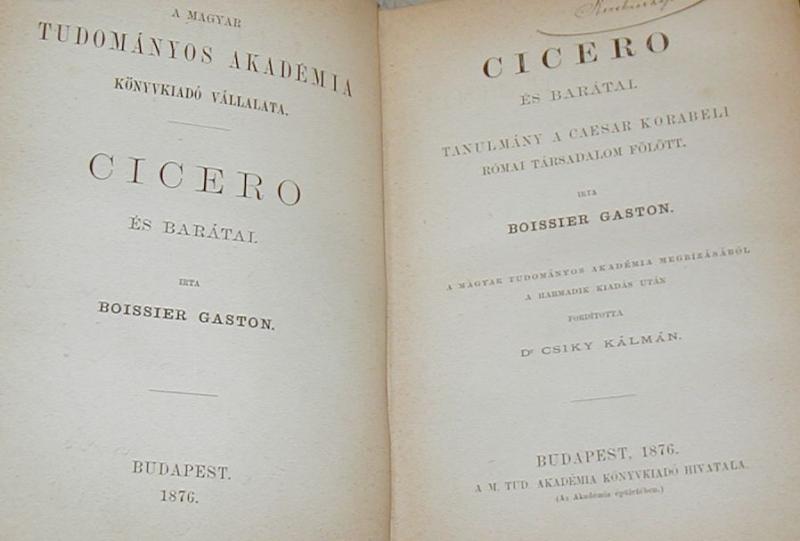 A MAGYAR
TUDOMÁNYOS AKADÉMIA
KÖNYVKIADÓ VÁLLALATA.
CICERO
ÉS BARÁTAI.
IRTA
BOISSIER GASTON.
BUDAPEST.
1876.
CICERO
ÉS BARÁTAI.
TANULMÁNY A CAESAR KORABELI
RÓMAI TÁRSADALOM FÖLÖTT.
IRTA
BOISSIER GASTON.
A MAGYAR TUDOMÁNYOS AKADÉMIA MEGBIZÁSÁBÓL
A HARMADIK KIADÁS UTÁN
FORDÍTOTTA
Dr CSIKY KÁLMÁN.
BUDAPEST, 1876.
A M. TUD. AKADÉMIA KÖNYVKIADÓ HIVATALA.
(Az Akadémia épületében.)